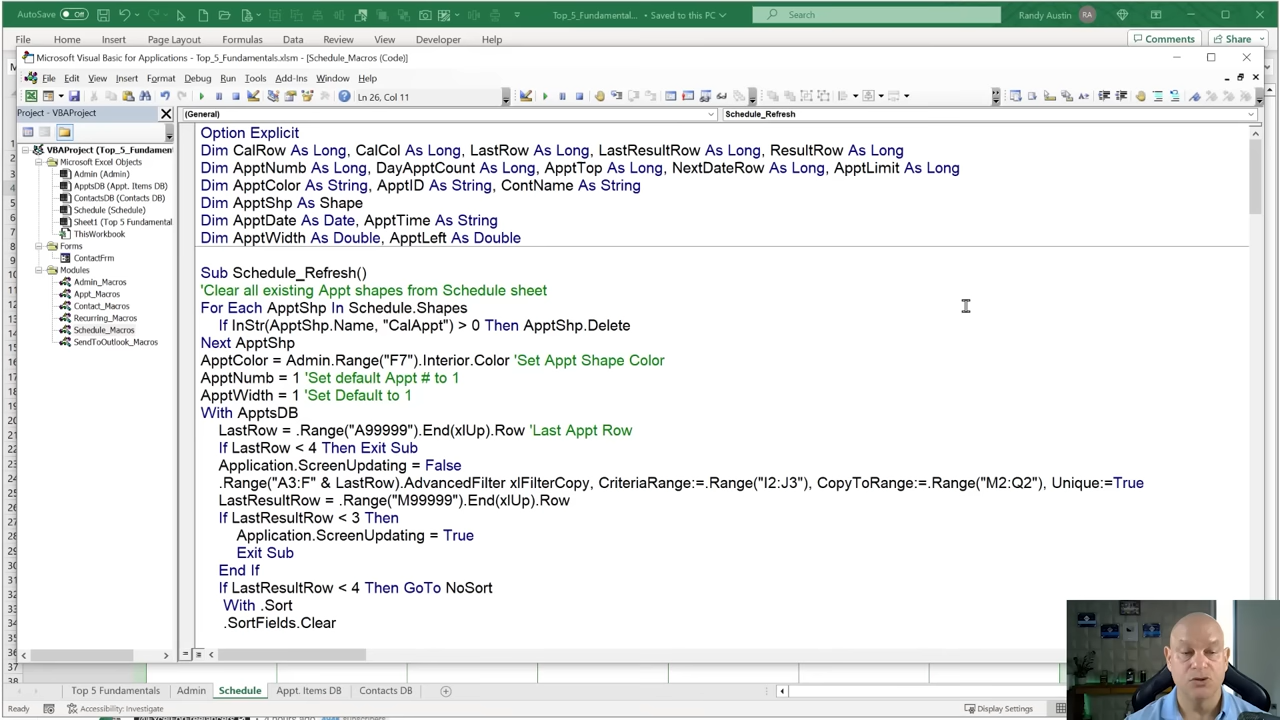 AutoSave Off
Top_5_Fundamental... • Saved to this PC
Search
Randy Austin RA
File Home Insert Page Layout Formulas Data Review View Developer Help
Comments Share
Microsoft Visual Basic for Applications - Top_5_Fundamentals.xlsm - [Schedule_Macros (Code)]
File Edit View Insert Format Debug Run Tools Add-Ins Window Help
Ln 26, Col 11
Project - VBAProject
(General)
Schedule_Refresh
VBAProject (Top_5_Fundamen
Microsoft Excel Objects
Admin (Admin)
ApptsDB (Appt. Items DB)
ContactsDB (Contacts DB)
Schedule (Schedule)
Sheet1 (Top 5 Fundamental
ThisWorkbook
Forms
ContactFrm
Modules
Admin_Macros
Appt_Macros
Contact_Macros
Recurring_Macros
Schedule_Macros
SendToOutlook_Macros
Option Explicit
Dim CalRow As Long, CalCol As Long, LastRow As Long, LastResultRow As Long, ResultRow As Long
Dim ApptNumb As Long, DayApptCount As Long, ApptTop As Long, NextDateRow As Long, ApptLimit As Long
Dim ApptColor As String, ApptID As String, ContName As String
Dim ApptShp As Shape
Dim ApptDate As Date, ApptTime As String
Dim ApptWidth As Double, ApptLeft As Double
Sub Schedule_Refresh()
'Clear all existing Appt shapes from Schedule sheet
For Each ApptShp In Schedule.Shapes
If InStr(ApptShp.Name, "CalAppt") > 0 Then ApptShp.Delete
Next ApptShp
ApptColor = Admin.Range("F7").Interior.Color 'Set Appt Shape Color
ApptNumb = 1 'Set default Appt # to 1
ApptWidth = 1 'Set Default to 1
With ApptsDB
LastRow = .Range("A99999").End(xlUp).Row 'Last Appt Row
If LastRow < 4 Then Exit Sub
Application.ScreenUpdating = False
.Range("A3:F" & LastRow).AdvancedFilter xlFilterCopy, CriteriaRange:=.Range("I2:J3"), CopyToRange:=.Range("M2:Q2"), Unique:=True
LastResultRow = .Range("M99999").End(xlUp).Row
If LastResultRow < 3 Then
Application.ScreenUpdating = True
Exit Sub
End If
If LastResultRow < 4 Then GoTo NoSort
With .Sort
.SortFields.Clear
Top 5 Fundamentals Admin Schedule Appt. Items DB Contacts DB
Ready Accessibility: Investigate
Display Settings